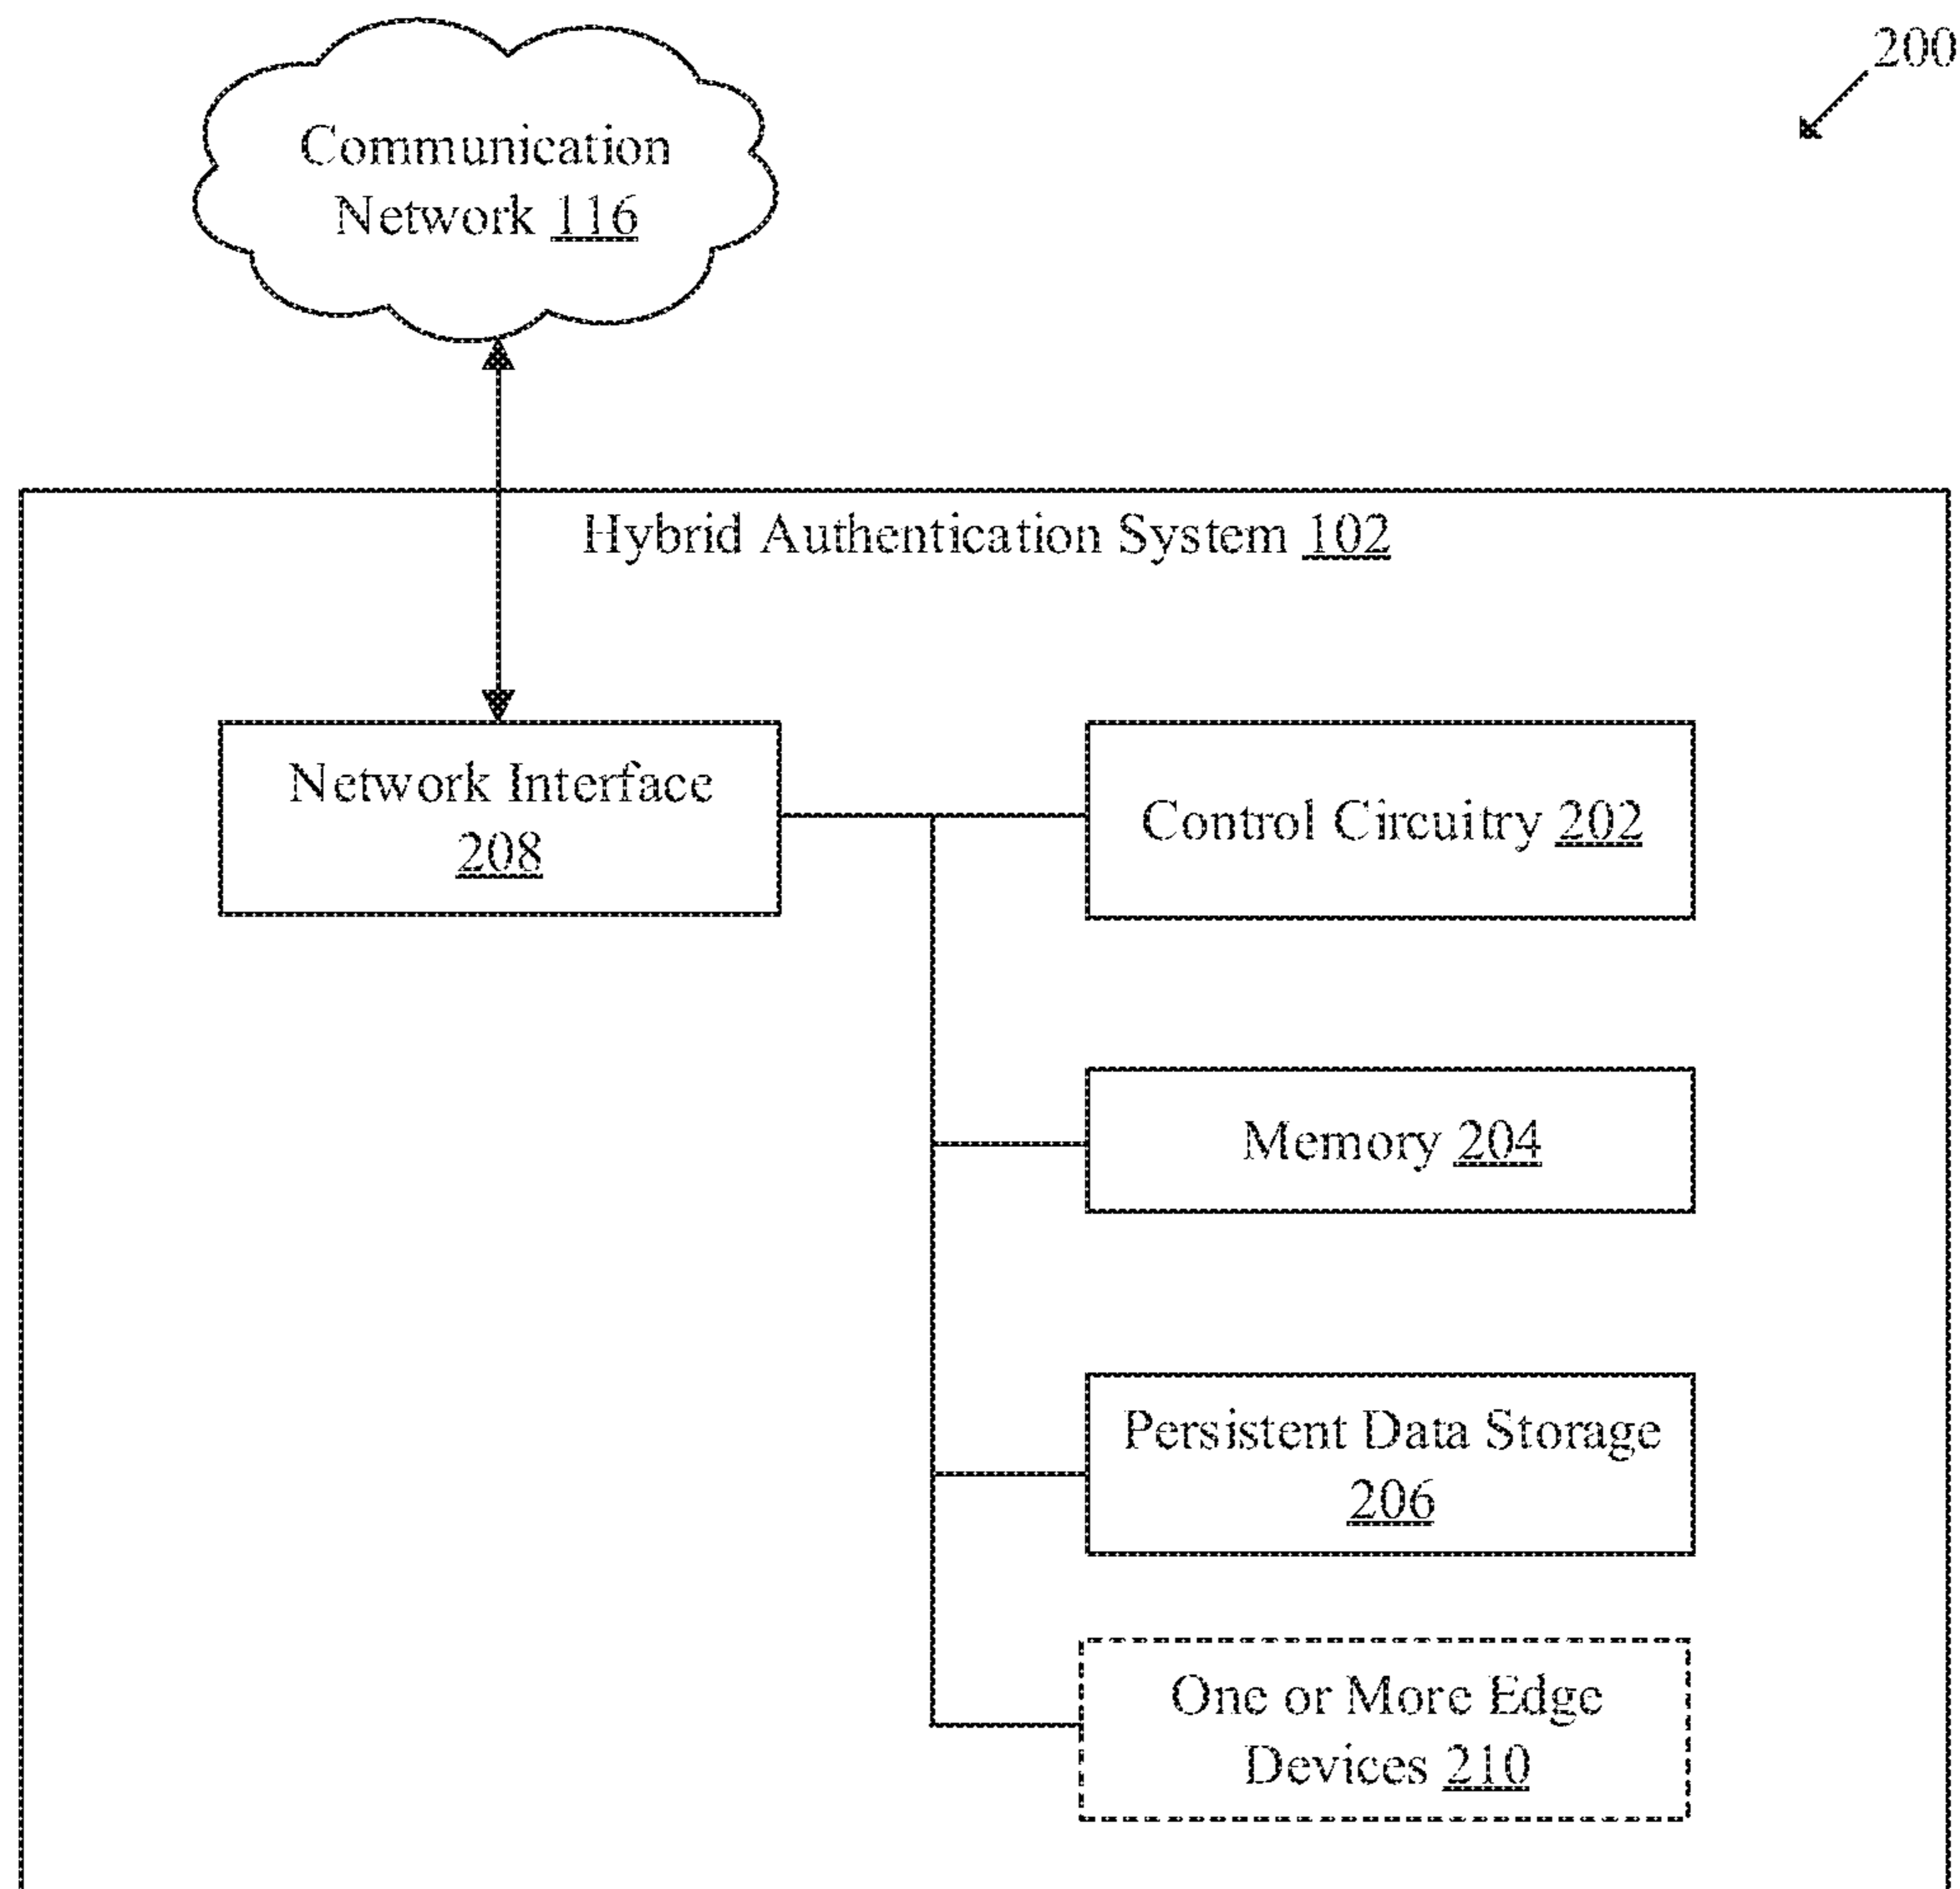 200
Communication
Network 116
Hybrid Authentication System 102
Network Interface
208
Control Circuitry 202
Memory 204
Persistent Data Storage
206
One or More Edge
Devices 210